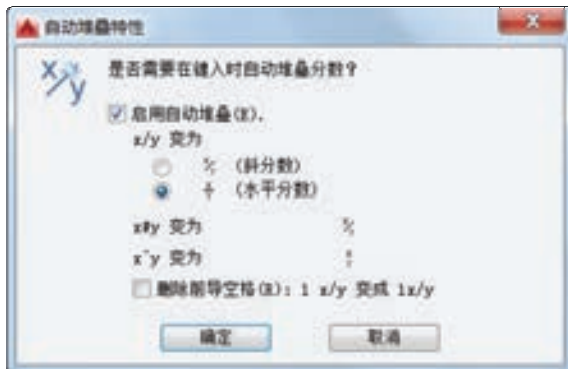 自动堆叠特性
x/y
是否需要在键入时自动堆叠分数?
启用自动堆叠(E).
x/y 变为
x/y (斜分数)
(水平分数)
x#y 变为
x^y 变为
删除前导空格(R): 1 x/y 变成 1x/y
确定 取消